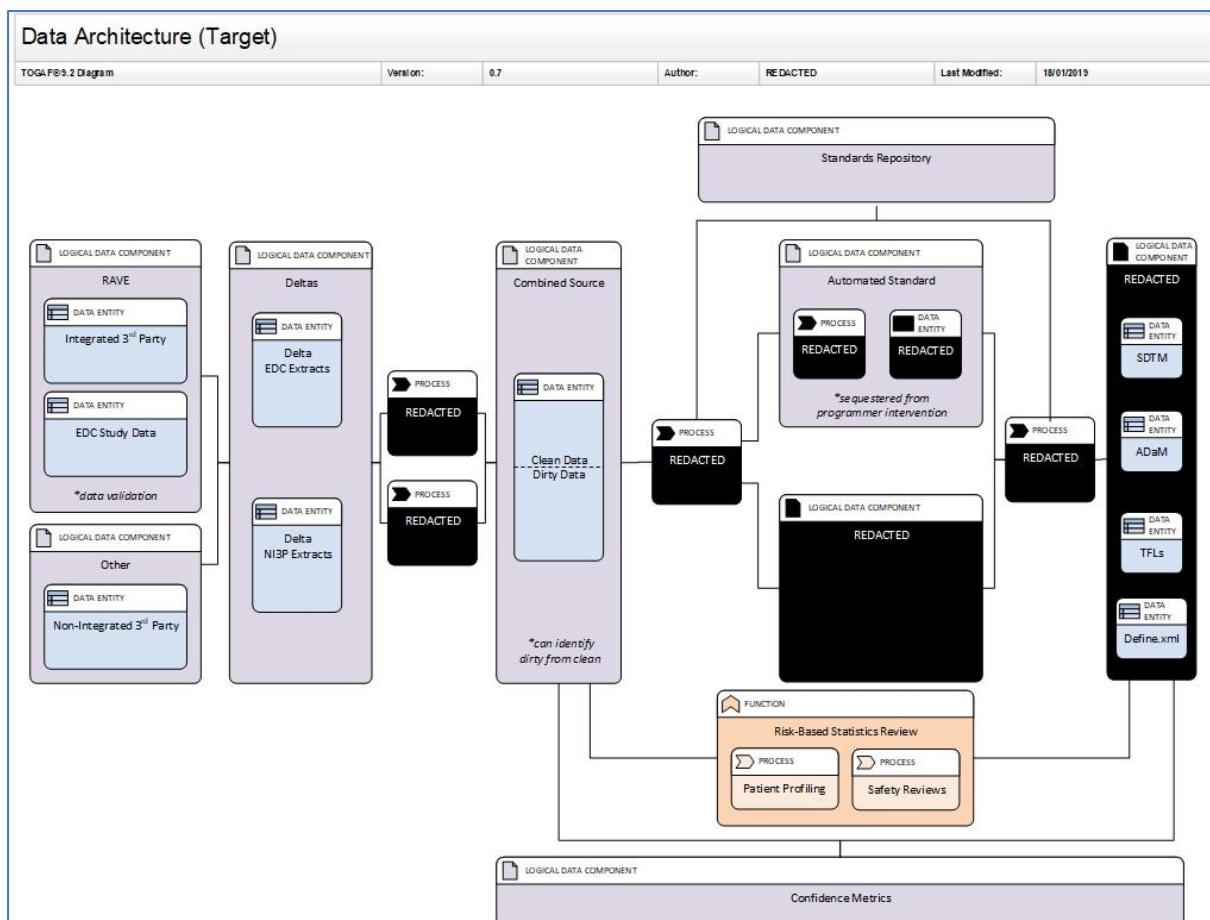 Data Architecture (Target)
TOGAF® 9.2 Diagram
Version:
0.7
Author:
REDACTED
Last Modified:
18/01/2019
LOGICAL DATA COMPONENT
Standards Repository
LOGICAL DATA COMPONENT
RAVE
DATA ENTITY
Integrated 3rd Party
DATA ENTITY
EDC Study Data
*data validation
LOGICAL DATA COMPONENT
Other
DATA ENTITY
Non-Integrated 3rd Party
LOGICAL DATA COMPONENT
Deltas
DATA ENTITY
Delta
EDC Extracts
DATA ENTITY
Delta
NI3P Extracts
PROCESS
REDACTED
PROCESS
REDACTED
LOGICAL DATA
COMPONENT
Combined Source
DATA ENTITY
Clean Data
Dirty Data
*can identify
dirty from clean
PROCESS
REDACTED
LOGICAL DATA COMPONENT
Automated Standard
PROCESS
REDACTED
DATA
ENTITY
REDACTED
*sequestered from
programmer intervention
LOGICAL DATA COMPONENT
REDACTED
PROCESS
REDACTED
LOGICAL DATA
COMPONENT
REDACTED
DATA
ENTITY
SDTM
DATA
ENTITY
ADaM
DATA
ENTITY
TFLs
DATA
ENTITY
Define.xml
FUNCTION
Risk-Based Statistics Review
PROCESS
Patient Profiling
PROCESS
Safety Reviews
LOGICAL DATA COMPONENT
Confidence Metrics